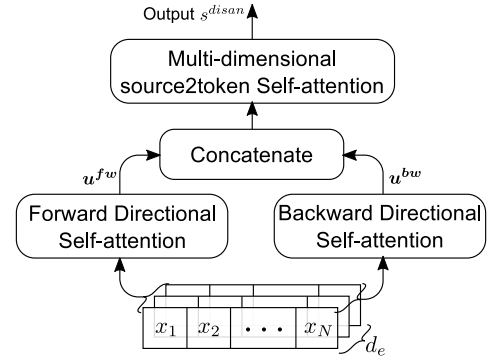 Output s^{disan}
Multi-dimensional
source2token Self-attention
Concatenate
u^{fw}
u^{bw}
Forward Directional
Self-attention
Backward Directional
Self-attention
x_1 x_2 • • • x_N
d_e